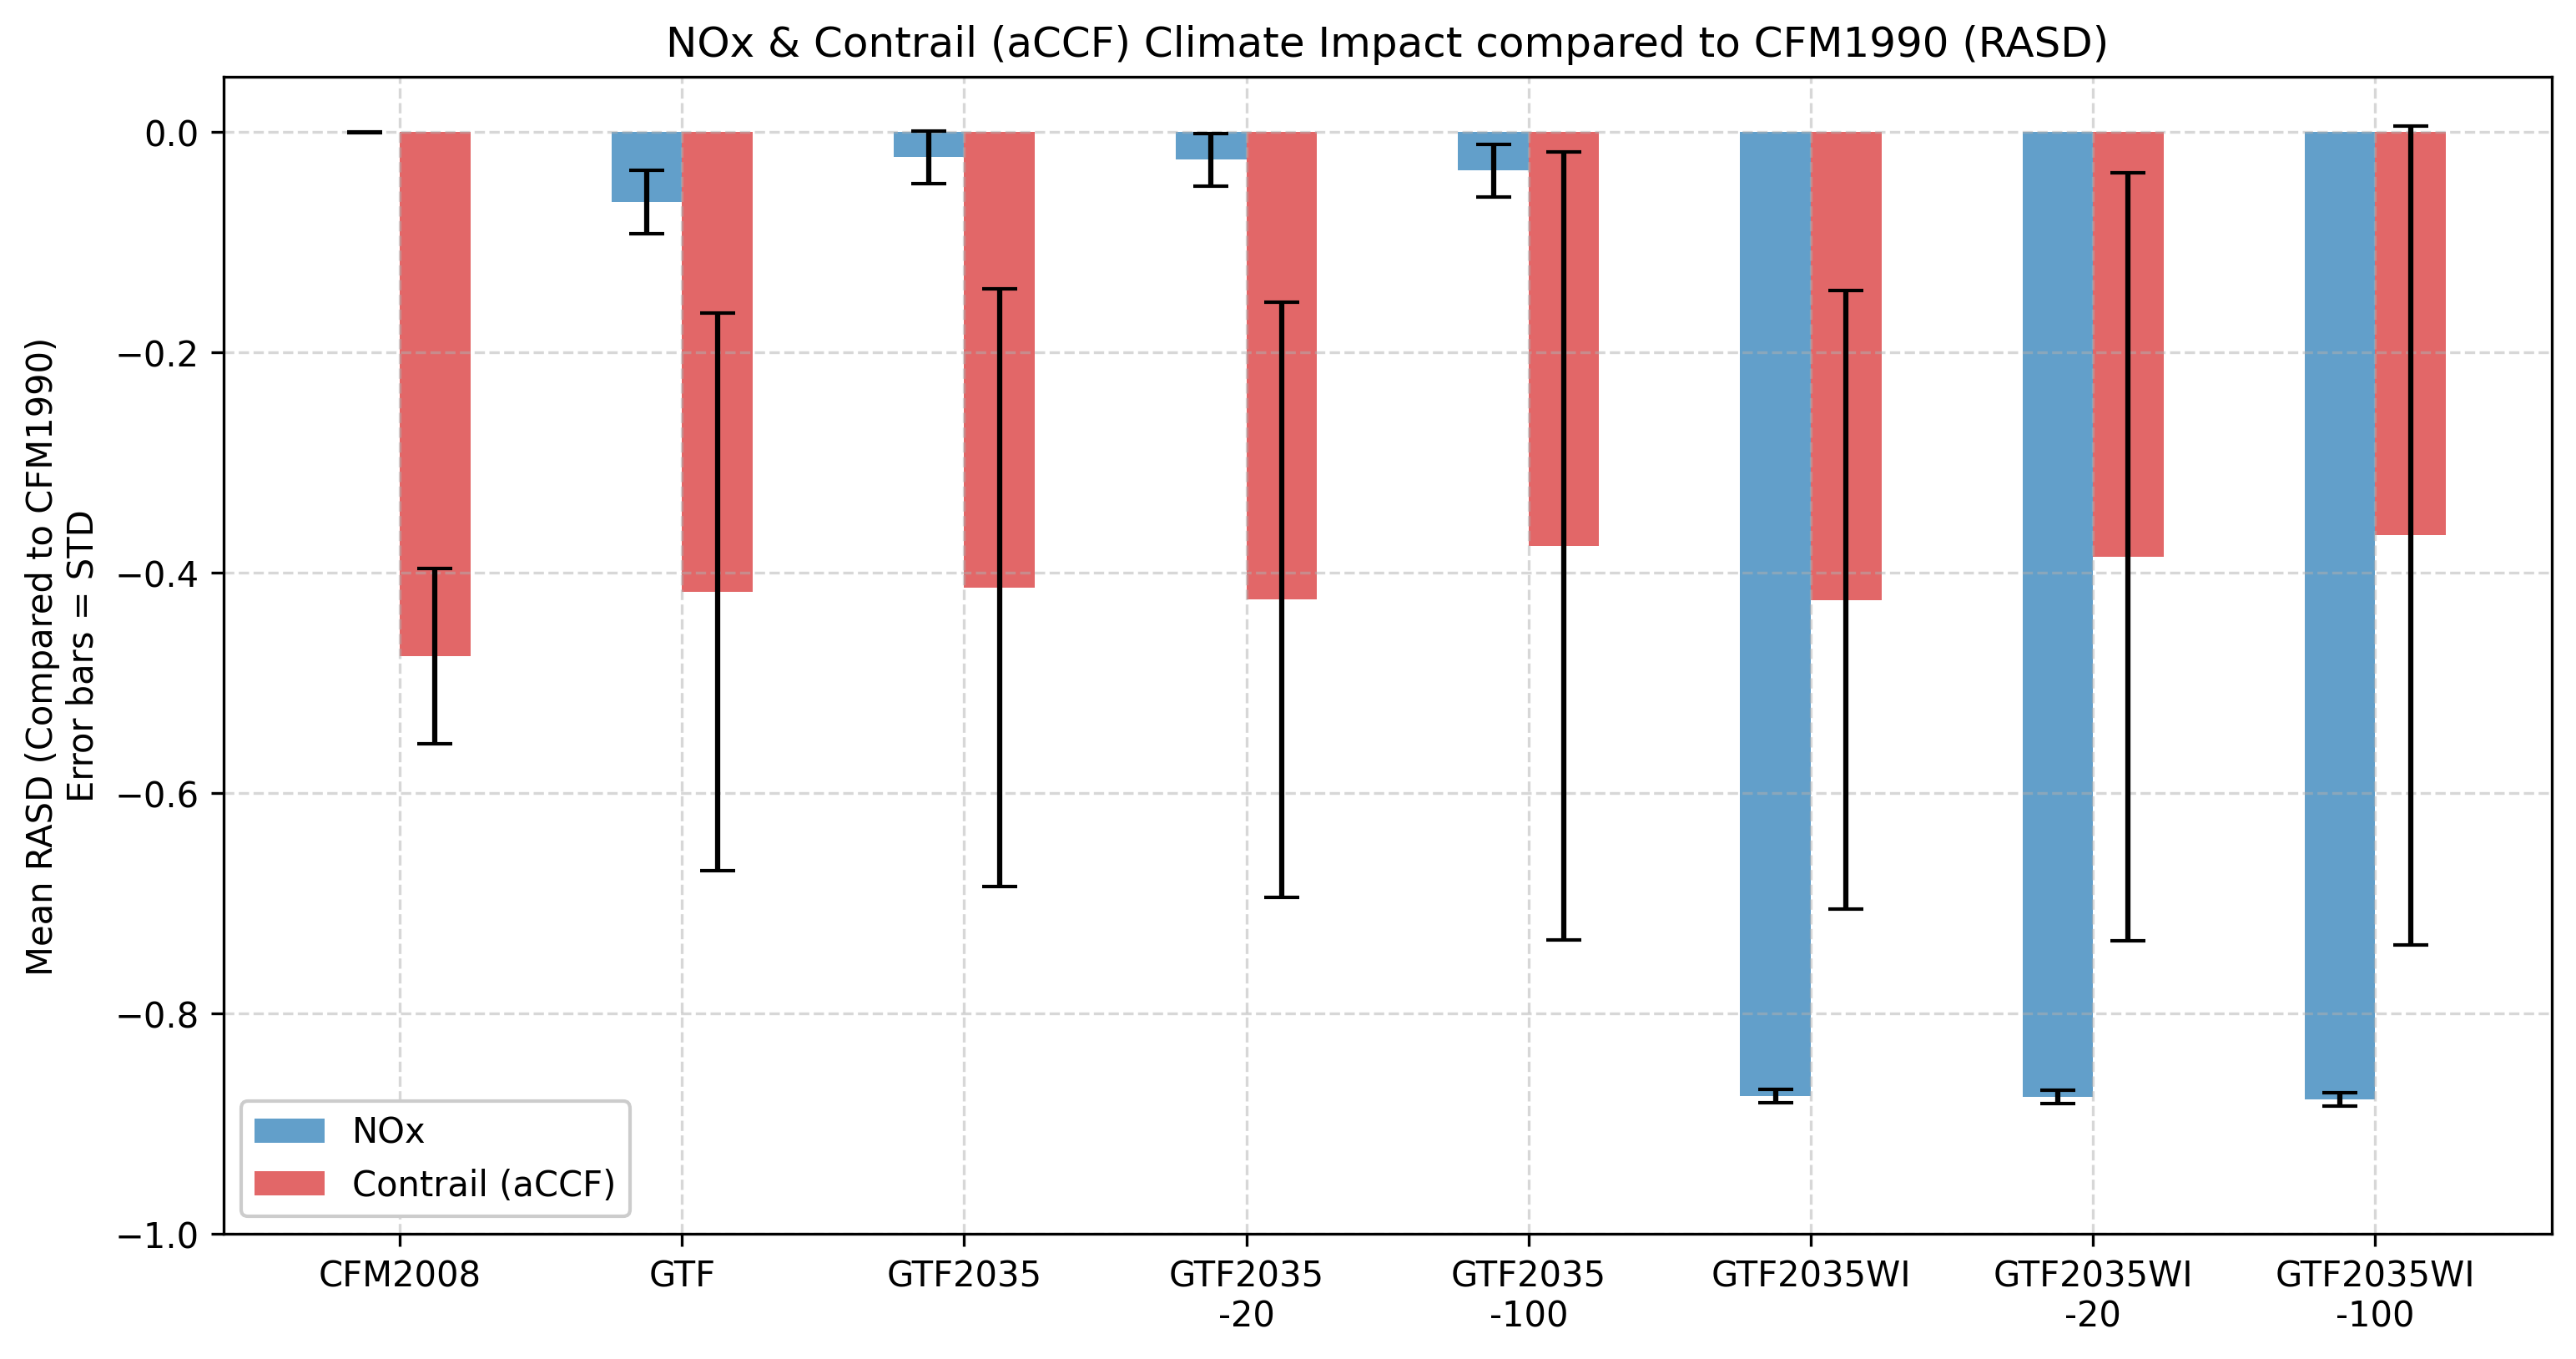 NOx & Contrail (aCCF) Climate Impact compared to CFM1990 (RASD)
Mean RASD (Compared to CFM1990)
Error bars = STD
0.0
−0.2
−0.4
−0.6
−0.8
−1.0
NOx
Contrail (aCCF)
CFM2008
GTF
GTF2035
GTF2035
-20
GTF2035
-100
GTF2035WI
GTF2035WI
-20
GTF2035WI
-100